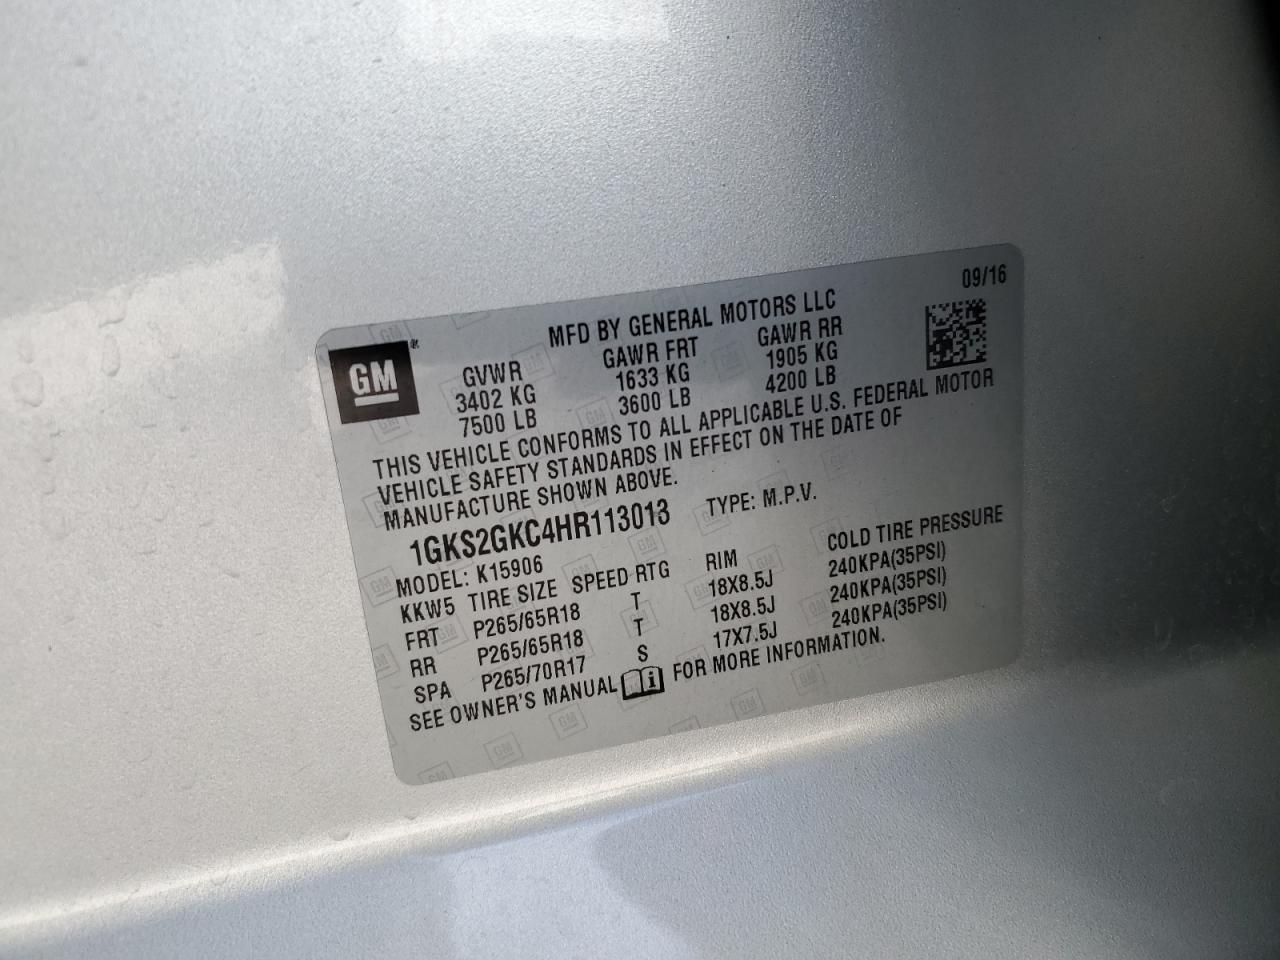 09/16
MFD BY GENERAL MOTORS LLC
GM
GVWR GAWR FRT GAWR RR
3402 KG 1633 KG 1905 KG
7500 LB 3600 LB 4200 LB
THIS VEHICLE CONFORMS TO ALL APPLICABLE U.S. FEDERAL MOTOR
VEHICLE SAFETY STANDARDS IN EFFECT ON THE DATE OF
MANUFACTURE SHOWN ABOVE.
1GKS2GKC4HR113013 TYPE: M.P.V.
MODEL: K15906
KKW5 TIRE SIZE SPEED RTG RIM COLD TIRE PRESSURE
FRT P265/65R18 T 18X8.5J 240KPA(35PSI)
RR P265/65R18 T 18X8.5J 240KPA(35PSI)
SPA P265/70R17 S 17X7.5J 240KPA(35PSI)
SEE OWNER'S MANUAL FOR MORE INFORMATION.